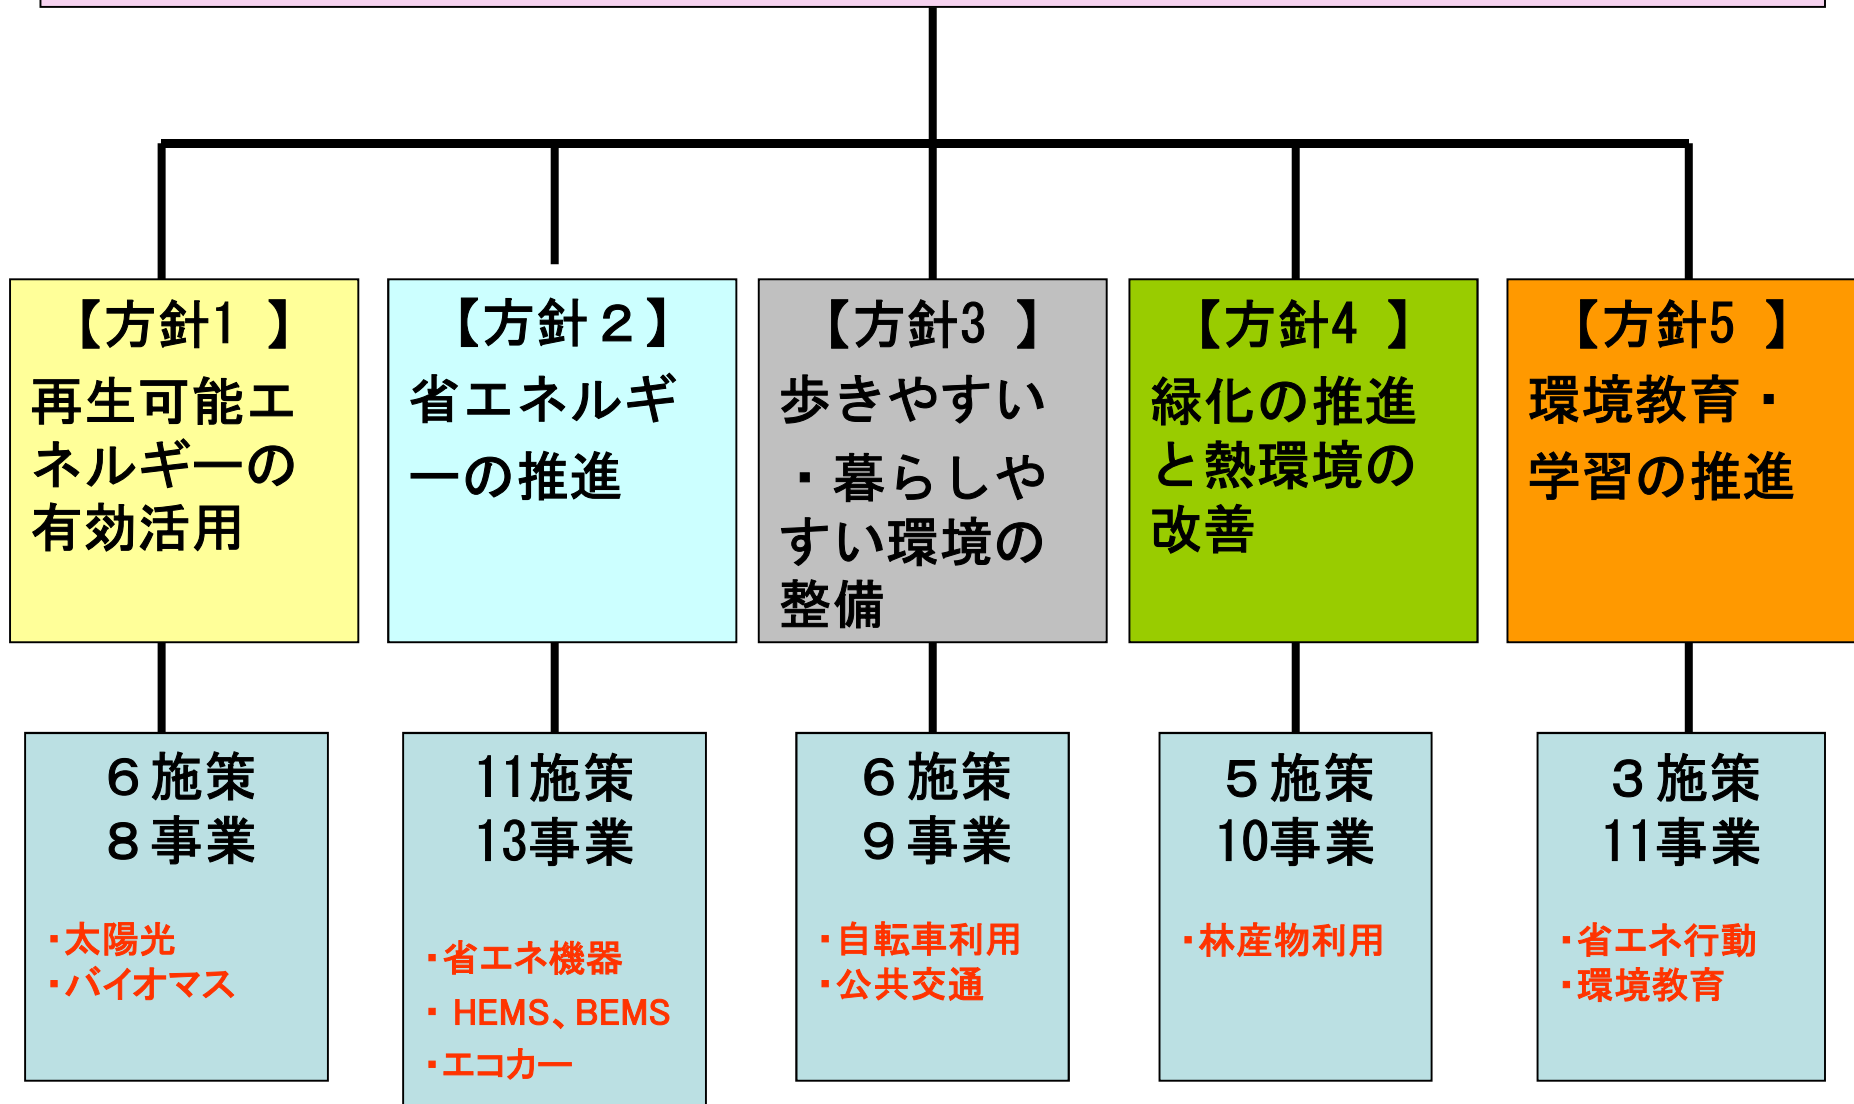 【方針1 】
再生可能エ
ネルギーの
有効活用
【方針２】
省エネルギ
ーの推進
【方針3 】
歩きやすい
・暮らしや
すい環境の
整備
【方針4 】
緑化の推進
と熱環境の
改善
【方針5 】
環境教育・
学習の推進
６施策
８事業
・太陽光
・バイオマス
11施策
13事業
・省エネ機器
・ HEMS、BEMS
・エコカー
６施策
９事業
・自転車利用
・公共交通
５施策
10事業
・林産物利用
３施策
11事業
・省エネ行動
・環境教育